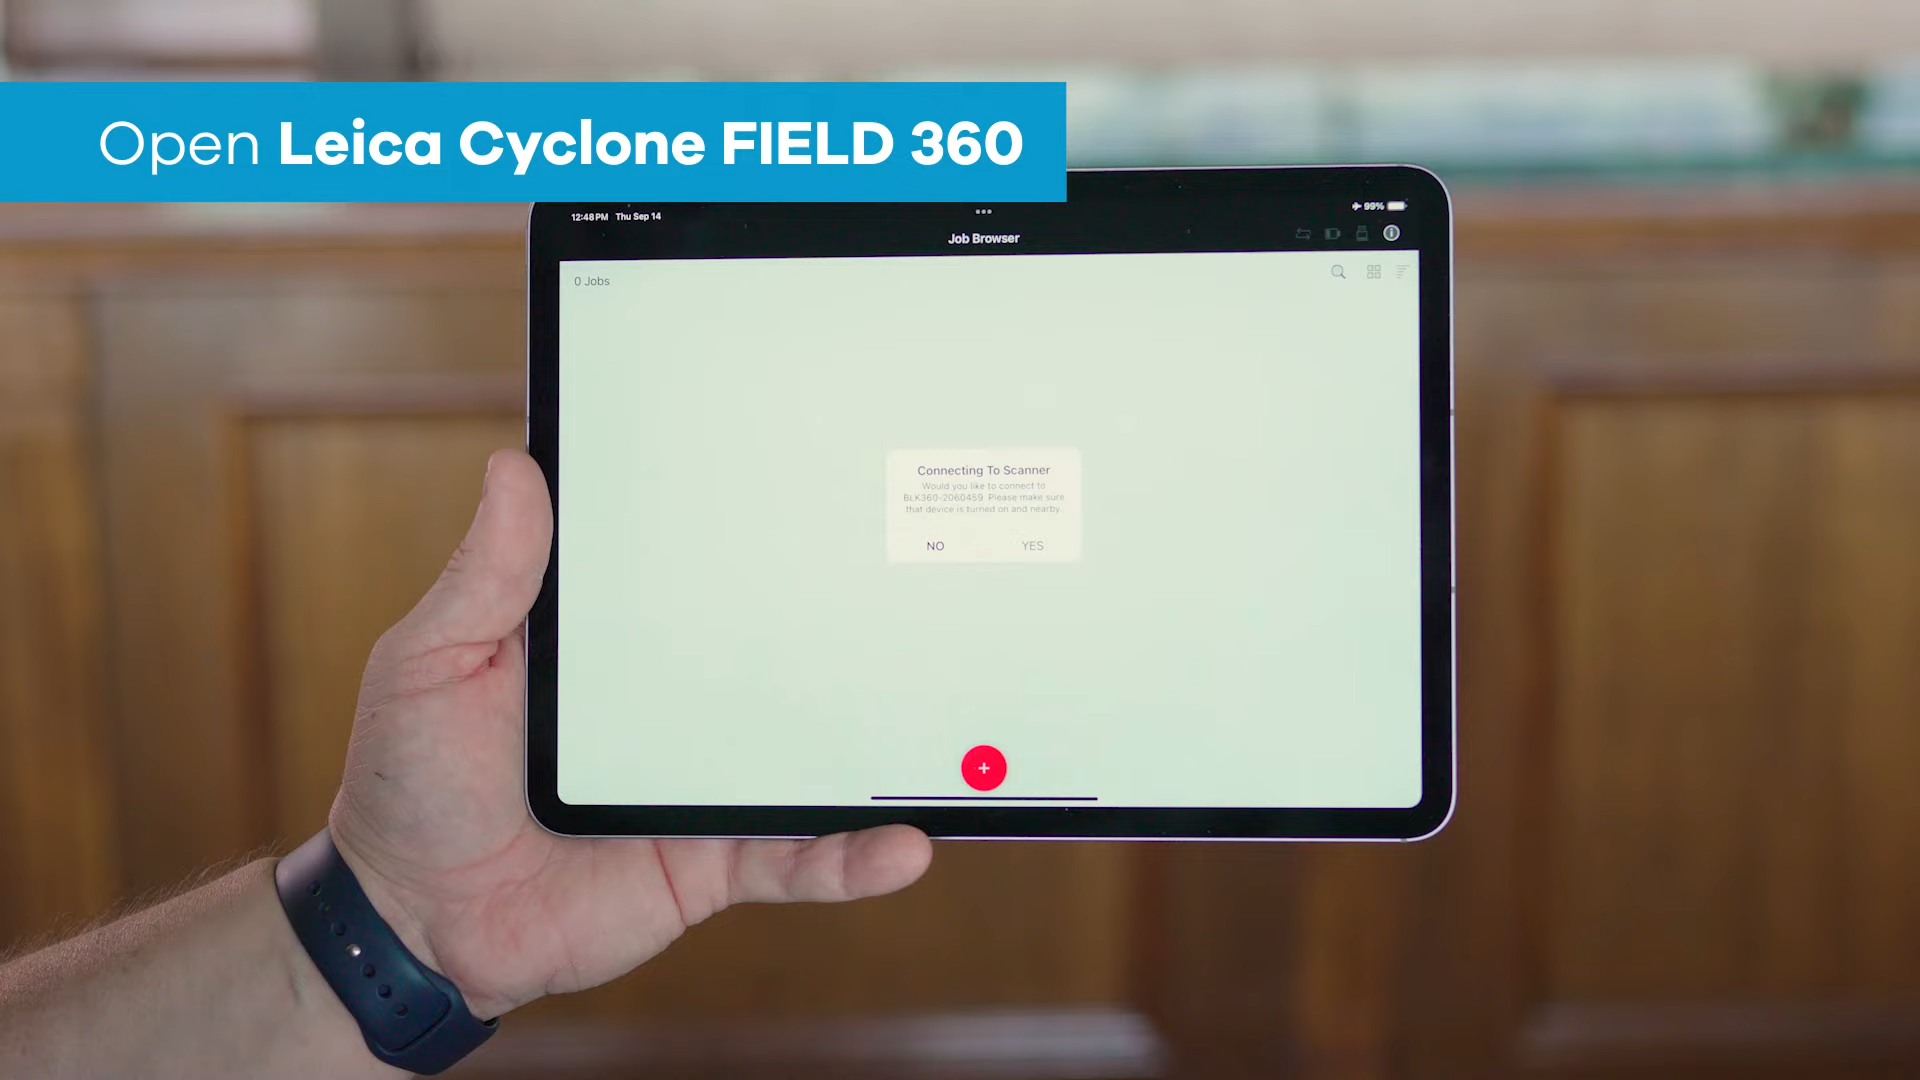 Open Leica Cyclone FIELD 360
12:48 PM Thu Sep 14
99%
Job Browser
0 Jobs
Connecting To Scanner
Would you like to connect to
BLK360-2060459. Please make sure
that device is turned on and nearby.
NO YES